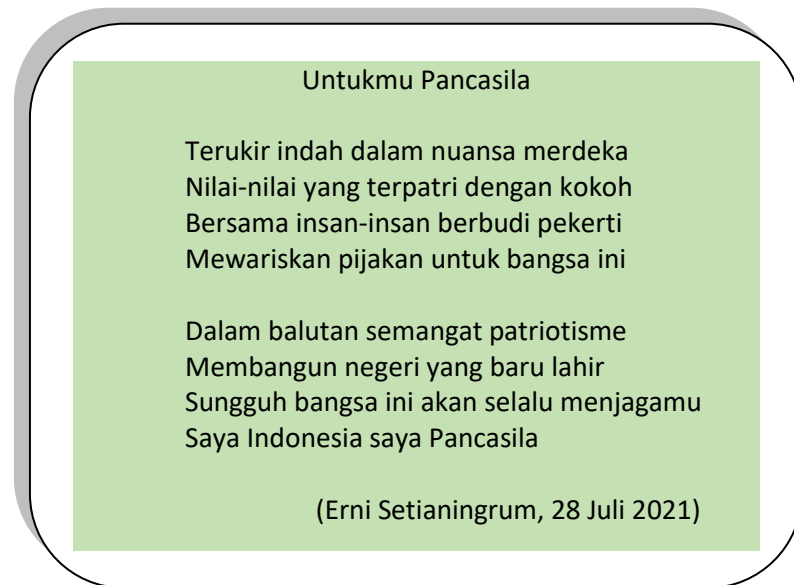 Untukmu Pancasila
Terukir indah dalam nuansa merdeka
Nilai-nilai yang terpatri dengan kokoh
Bersama insan-insan berbudi pekerti
Mewariskan pijakan untuk bangsa ini
Dalam balutan semangat patriotisme
Membangun negeri yang baru lahir
Sungguh bangsa ini akan selalu menjagamu
Saya Indonesia saya Pancasila
(Erni Setianingrum, 28 Juli 2021)